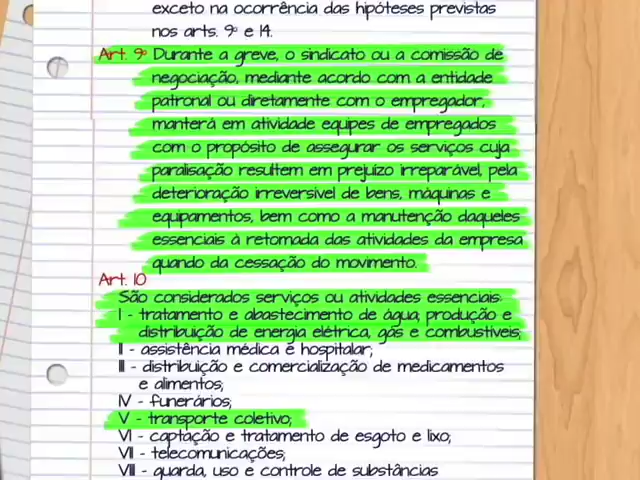 exceto na ocorrência das hipóteses previstas
nos arts. 9º e 14.
Art. 9º Durante a greve, o sindicato ou a comissão de
negociação, mediante acordo com a entidade
patronal ou diretamente com o empregador,
manterá em atividade equipes de empregados
com o propósito de assegurar os serviços cuja
paralisação resultem em prejuízo irreparável, pela
deterioração irreversível de bens, máquinas e
equipamentos, bem como a manutenção daqueles
essenciais à retomada das atividades da empresa
quando da cessação do movimento.
Art. 10
São considerados serviços ou atividades essenciais:
I - tratamento e abastecimento de água; produção e
distribuição de energia elétrica, gás e combustíveis;
II - assistência médica e hospitalar;
III - distribuição e comercialização de medicamentos
e alimentos;
IV - funerários;
V - transporte coletivo;
VI - captação e tratamento de esgoto e lixo;
VII - telecomunicações;
VIII - guarda, uso e controle de substâncias